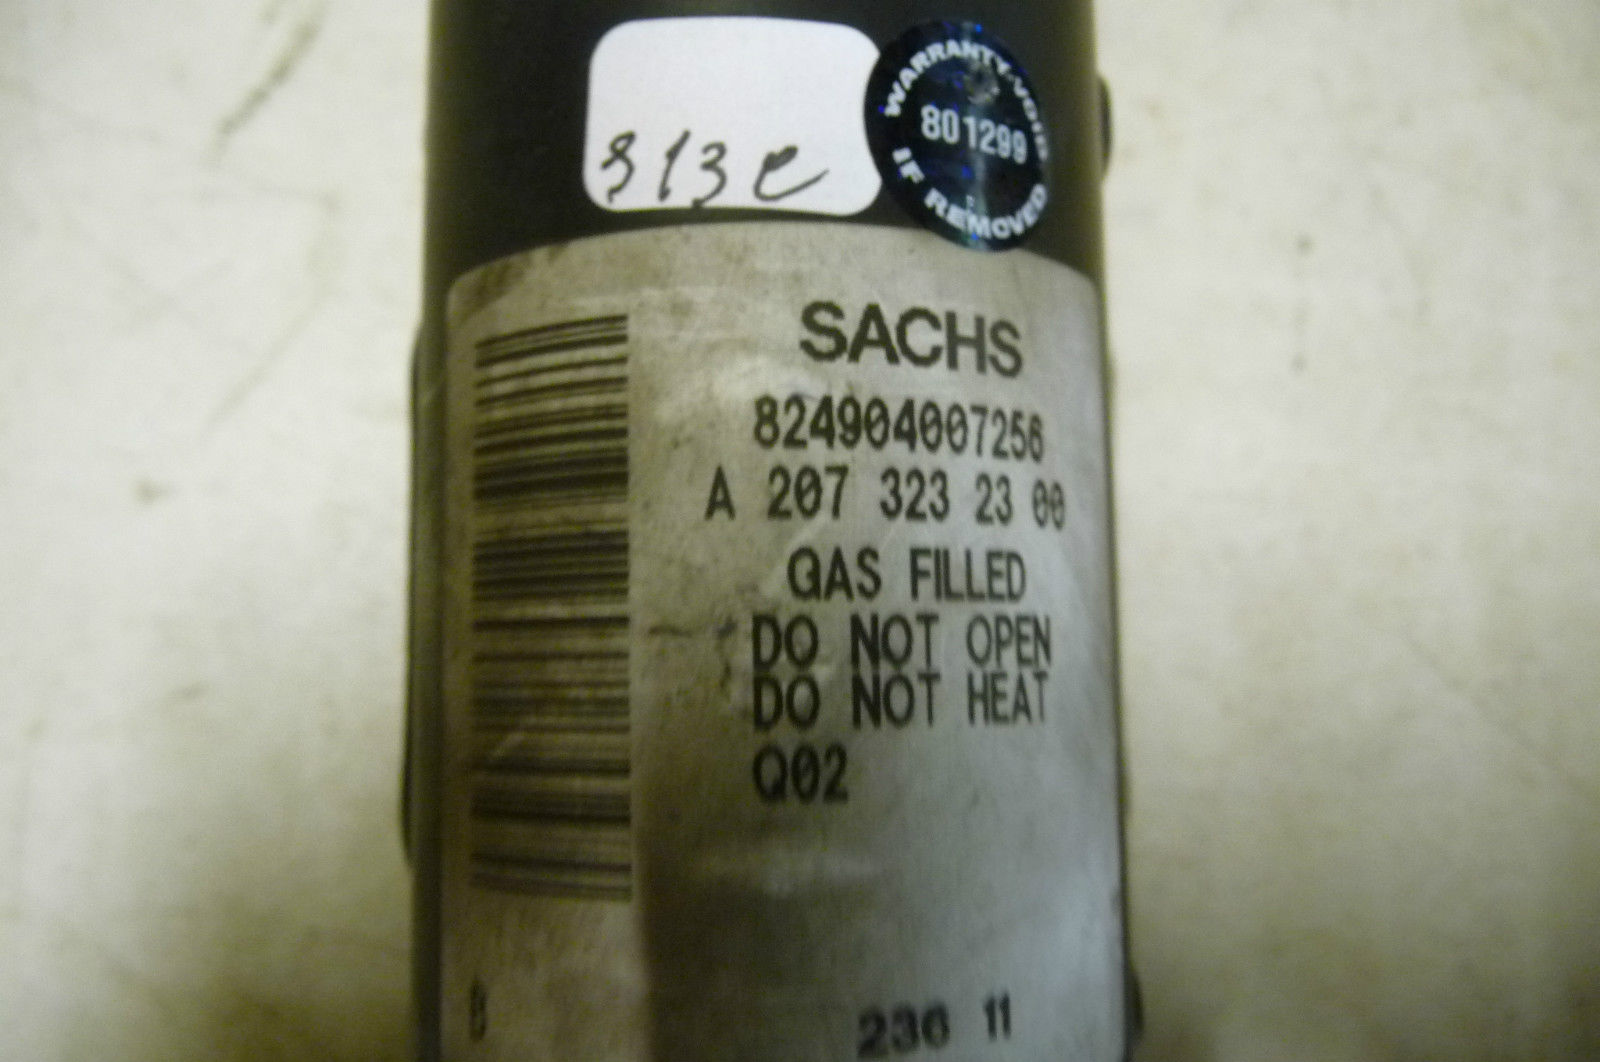 313e
WARRANTY VOID
801299
IF REMOVED
SACHS
824904007256
A 207 323 23 00
GAS FILLED
DO NOT OPEN
DO NOT HEAT
Q02
236 11